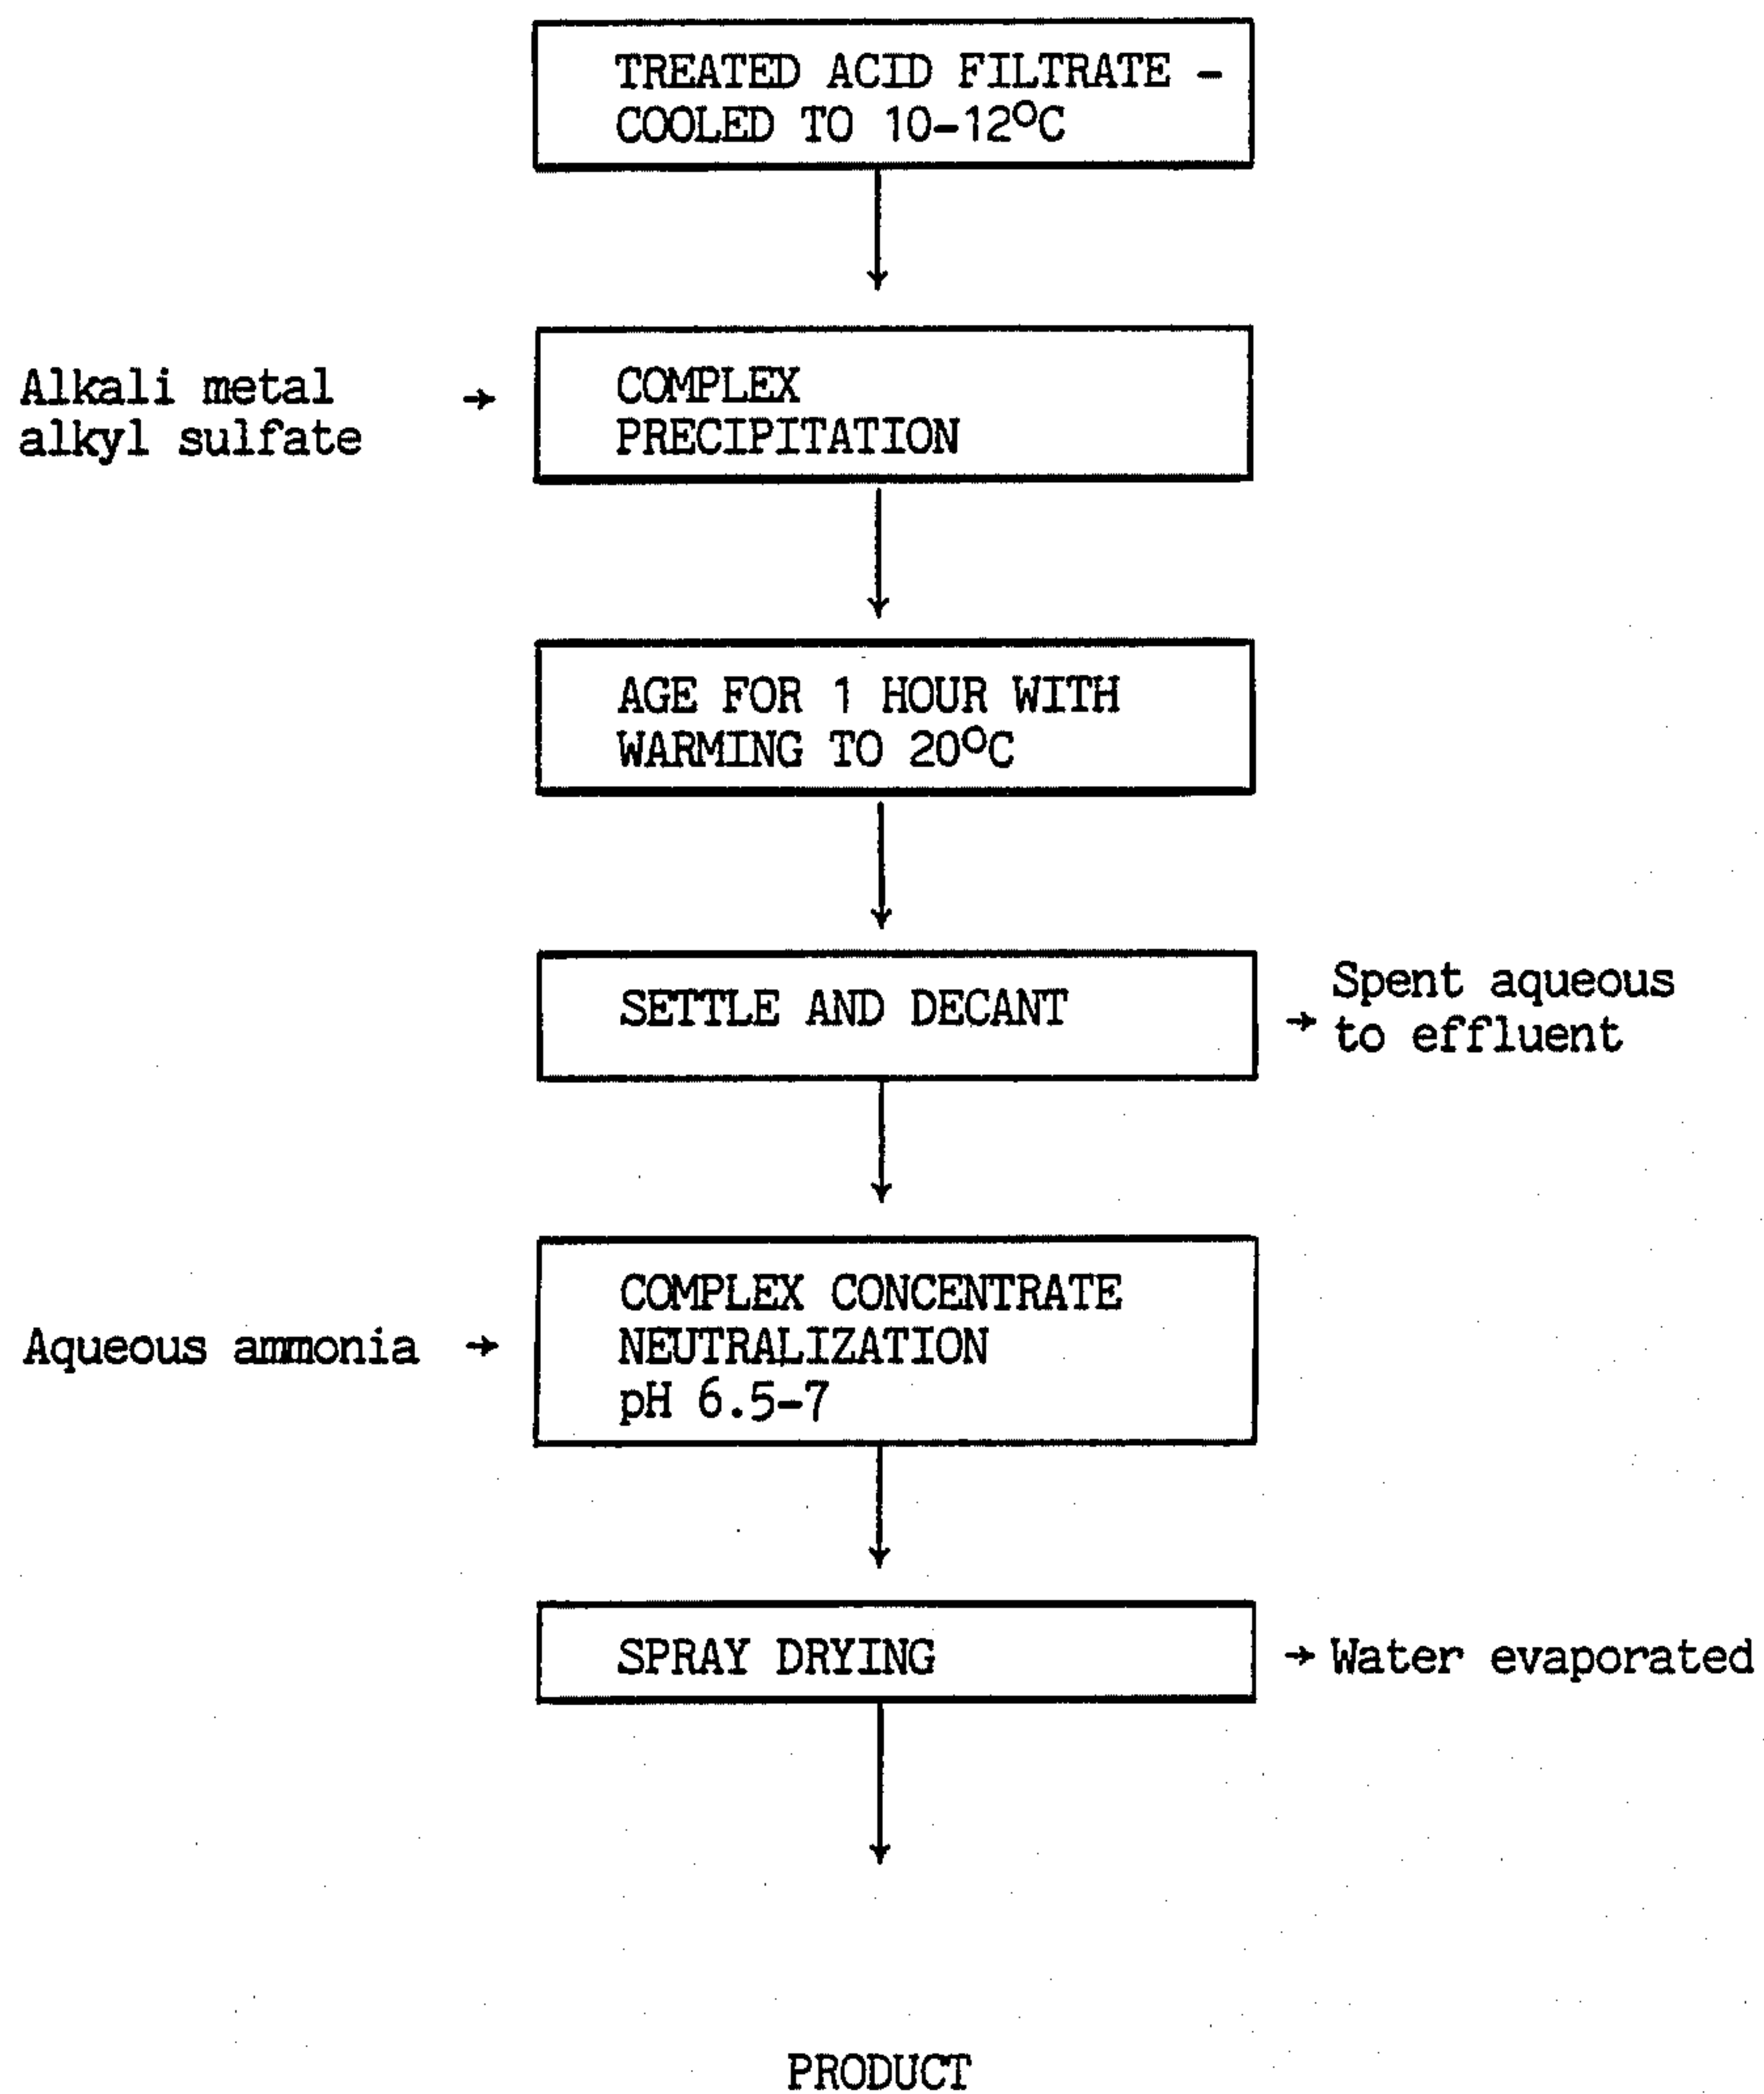 TREATED ACID FILTRATE -
COOLED TO 10-12°C
Alkali metal
alkyl sulfate
→
COMPLEX
PRECIPITATION
AGE FOR 1 HOUR WITH
WARMING TO 20°C
SETTLE AND DECANT
→
Spent aqueous
to effluent
Aqueous ammonia →
COMPLEX CONCENTRATE
NEUTRALIZATION
pH 6.5-7
SPRAY DRYING
→ Water evaporated
PRODUCT